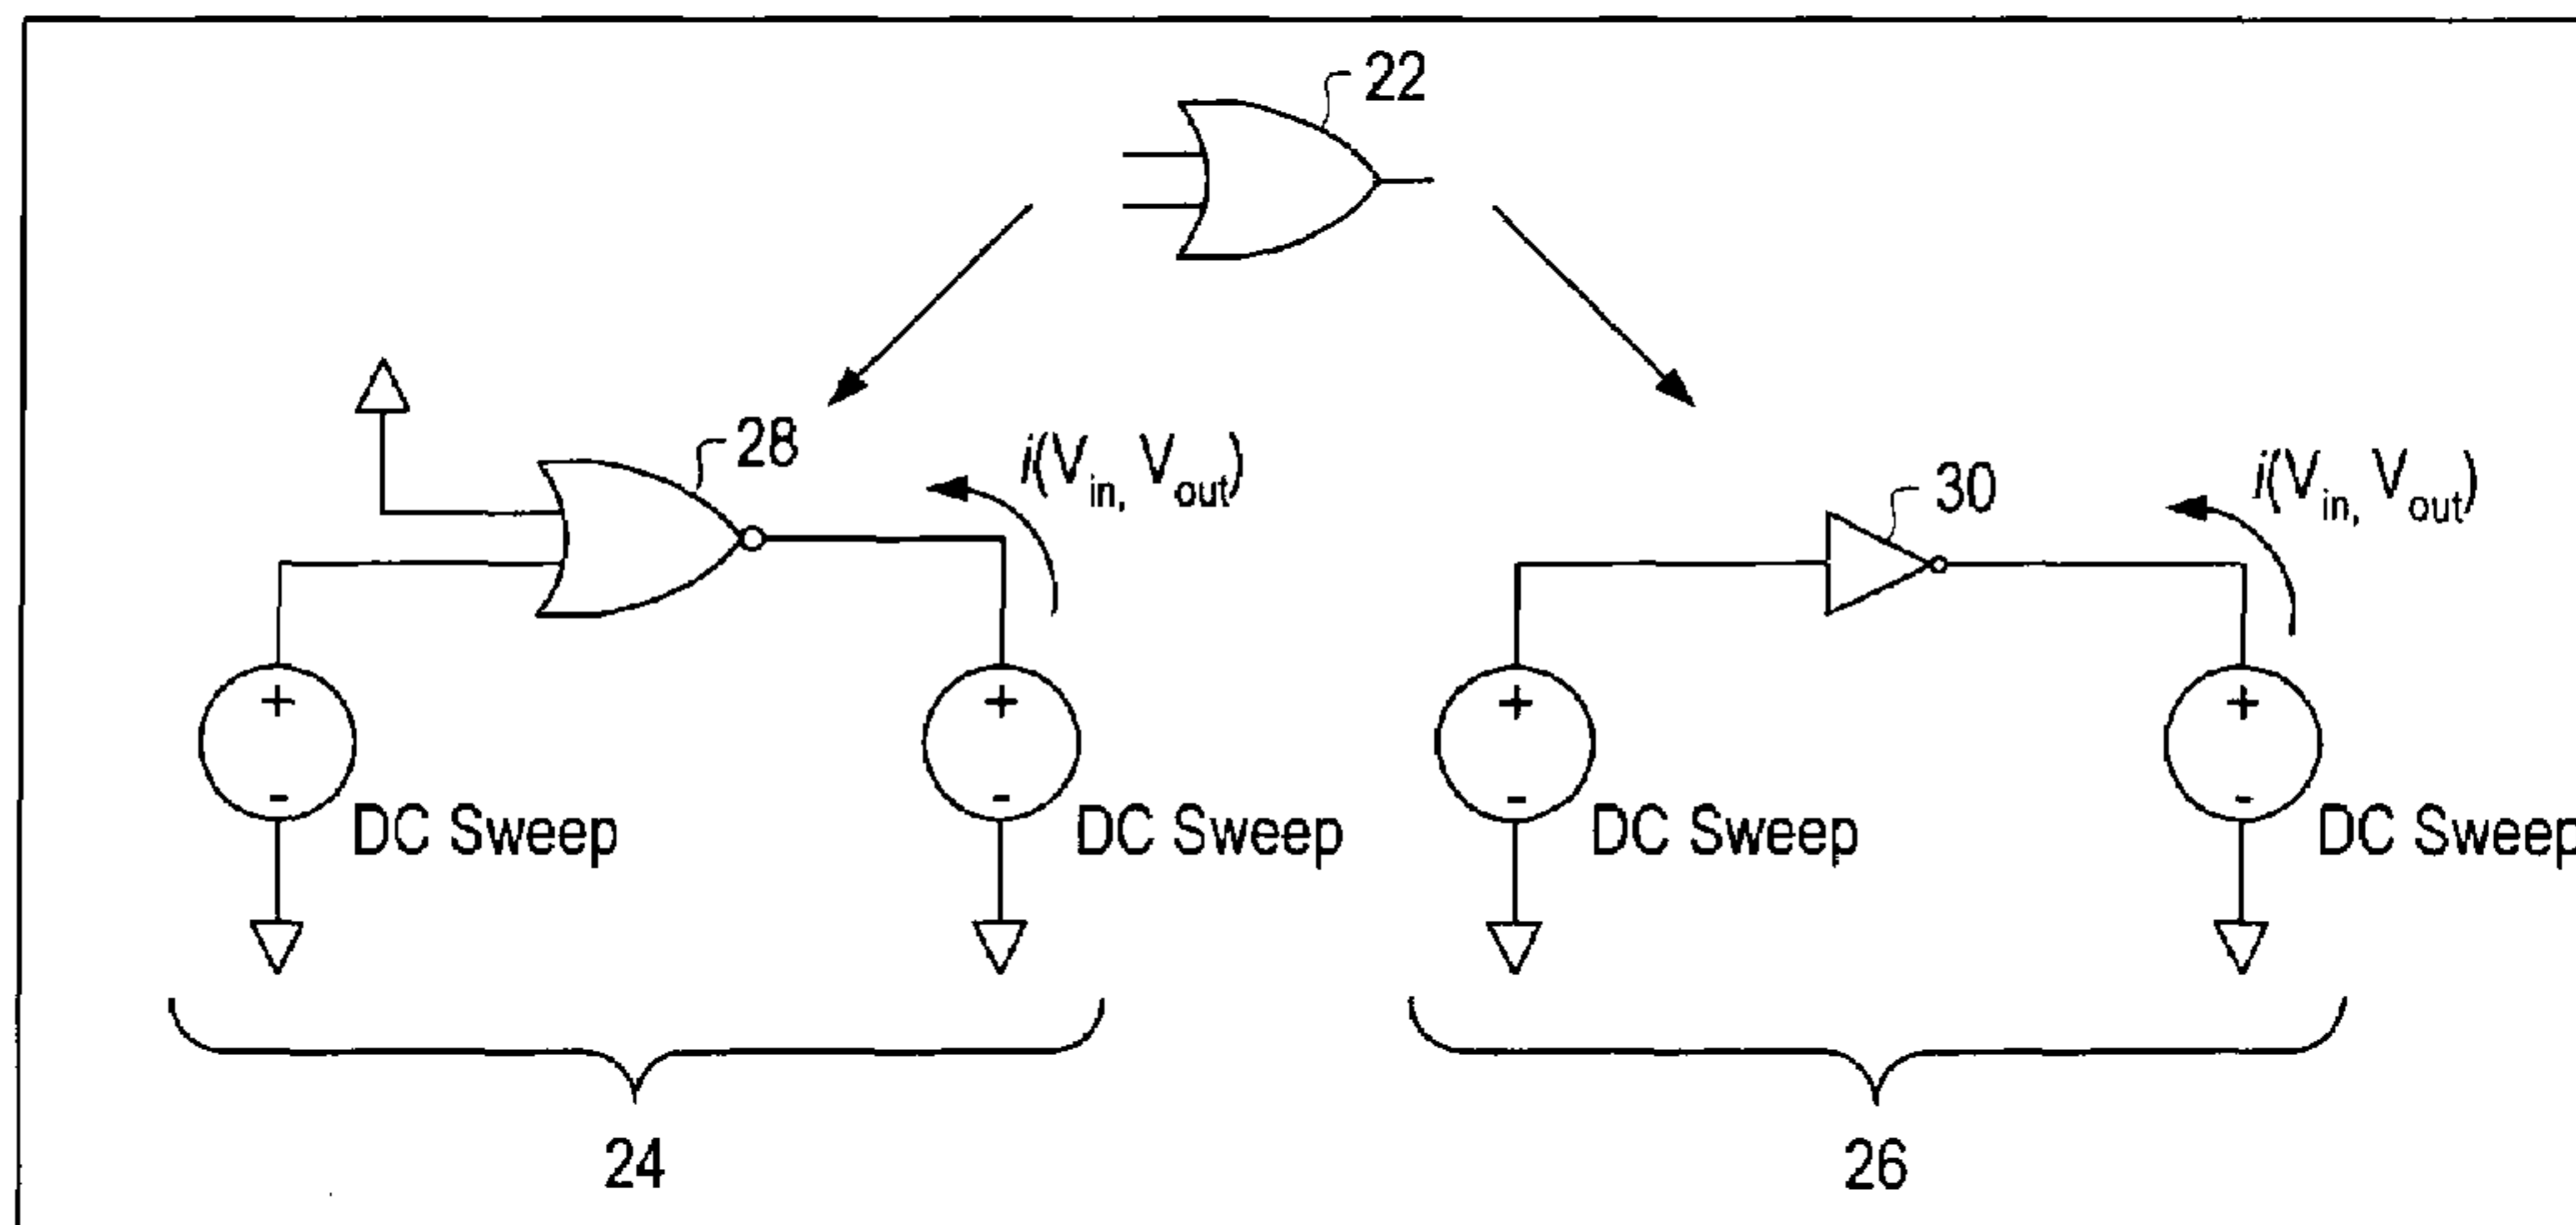 22
28
i(Vin, Vout)
30
i(Vin, Vout)
+
+
+
+
-
-
-
-
DC Sweep
DC Sweep
DC Sweep
DC Sweep
24
26